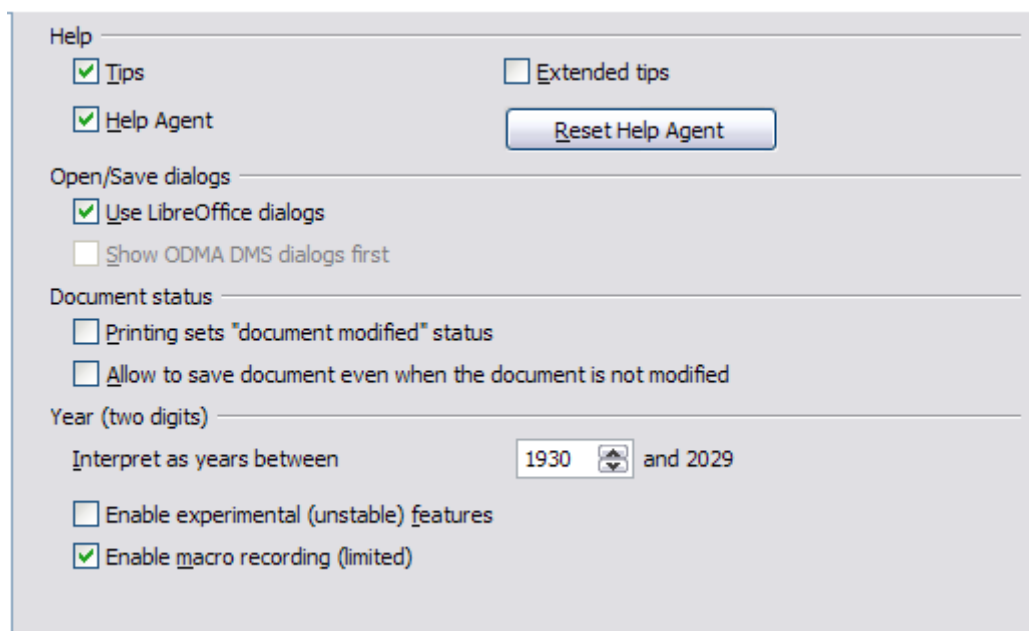 Help
Tips
Extended tips
Help Agent
Reset Help Agent
Open/Save dialogs
Use LibreOffice dialogs
Show ODMA DMS dialogs first
Document status
Printing sets "document modified" status
Allow to save document even when the document is not modified
Year (two digits)
Interpret as years between 1930 and 2029
Enable experimental (unstable) features
Enable macro recording (limited)